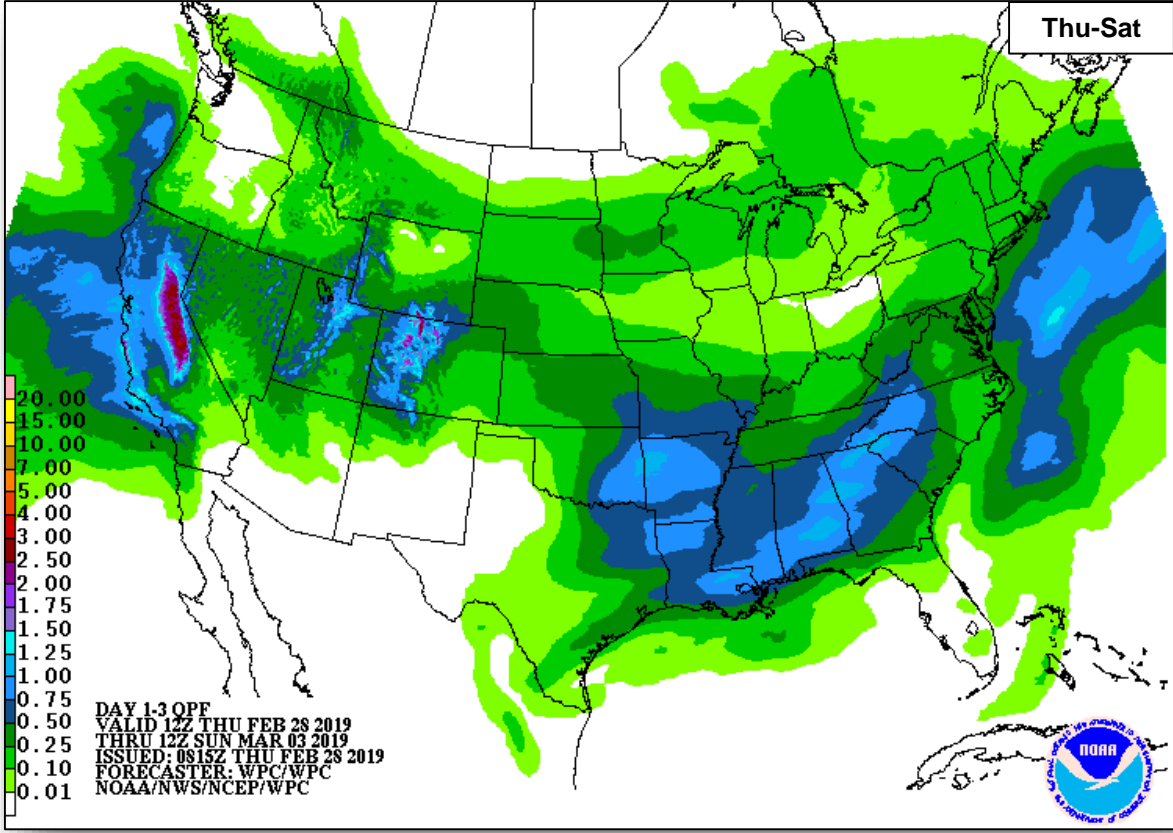 Thu-Sat
20.00
15.00
10.00
7.00
5.00
4.00
3.00
2.50
2.00
1.75
1.50
1.25
1.00
0.75
0.50
0.25
0.10
0.01
DAY 1-3 QPF
VALID 12Z THU FEB 28 2019
THRU 12Z SUN MAR 03 2019
ISSUED: 0815Z THU FEB 28 2019
FORECASTER: WPC/WPC
NOAA/NWS/NCEP/WPC
NOAA